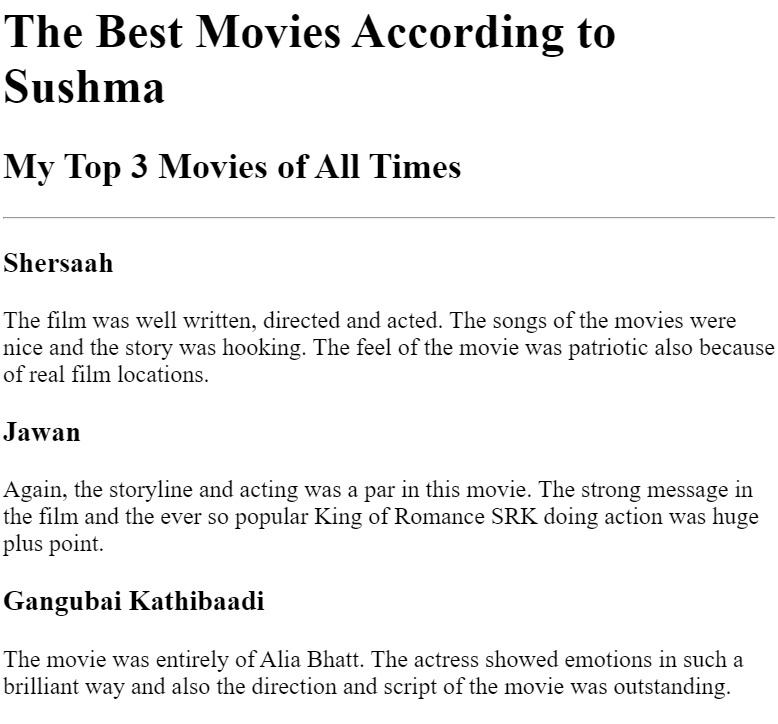 The Best Movies According to
Sushma
My Top 3 Movies of All Times
Shersaah
The film was well written, directed and acted. The songs of the movies were
nice and the story was hooking. The feel of the movie was patriotic also because
of real film locations.
Jawan
Again, the storyline and acting was a par in this movie. The strong message in
the film and the ever so popular King of Romance SRK doing action was huge
plus point.
Gangubai Kathibaadi
The movie was entirely of Alia Bhatt. The actress showed emotions in such a
brilliant way and also the direction and script of the movie was outstanding.